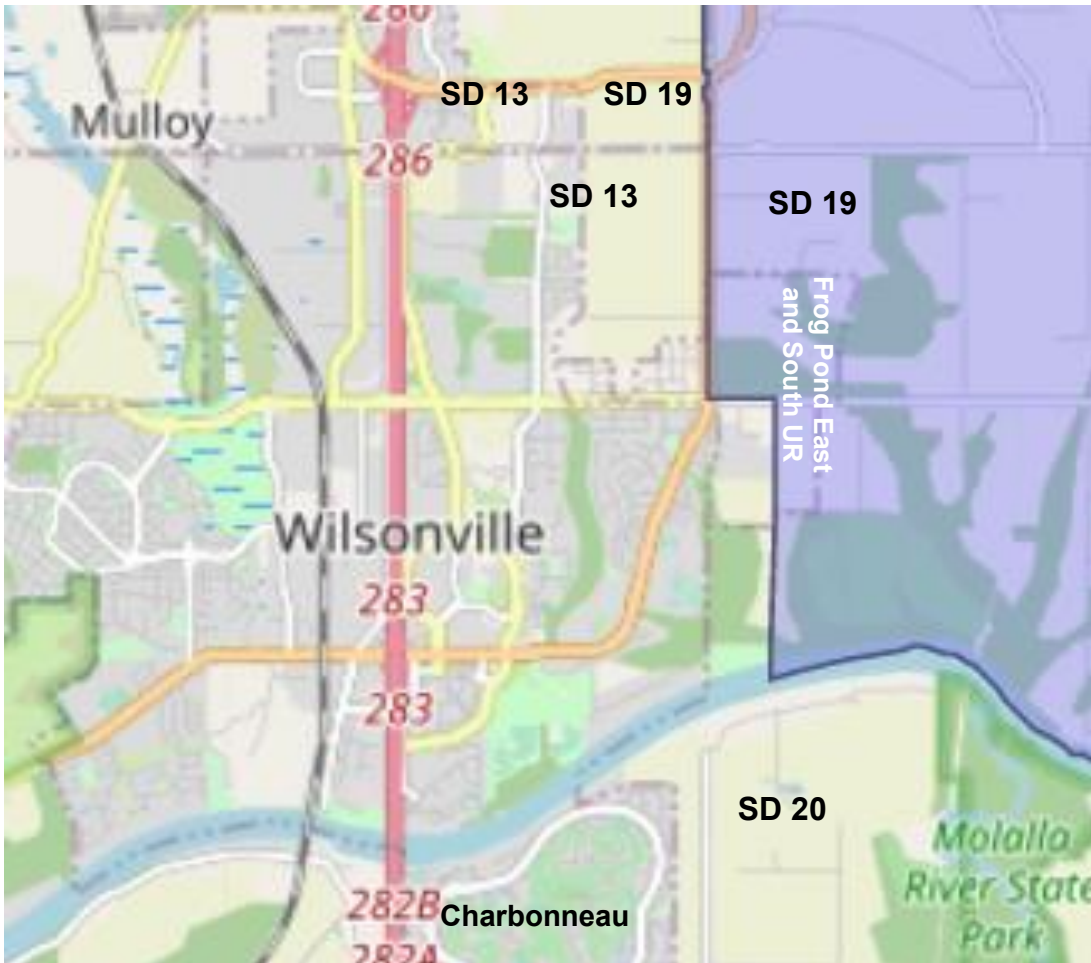 286
SD 13
SD 19
Mulloy
286
SD 13
SD 19
Frog Pond East
and South UR
Wilsonville
283
283
SD 20
Molalla
River State
Park
282B
Charbonneau
282A